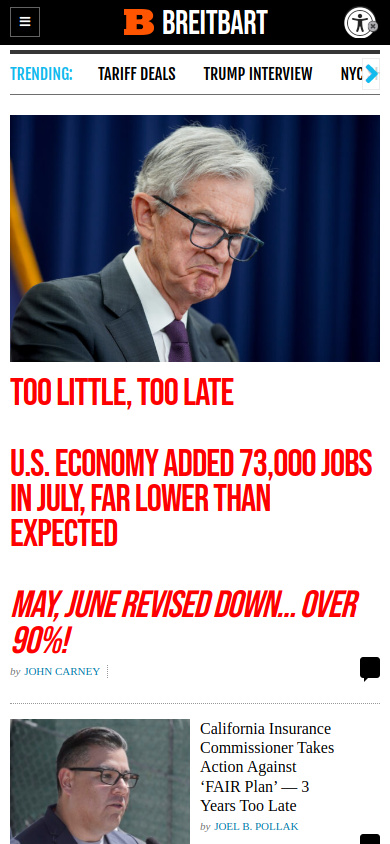 BREITBART
TRENDING:
TARIFF DEALS
TRUMP INTERVIEW
NYC
TOO LITTLE, TOO LATE
U.S. ECONOMY ADDED 73,000 JOBS
IN JULY, FAR LOWER THAN
EXPECTED
MAY, JUNE REVISED DOWN... OVER
90%!
by JOHN CARNEY
California Insurance
Commissioner Takes
Action Against
‘FAIR Plan’ — 3
Years Too Late
by JOEL B. POLLAK